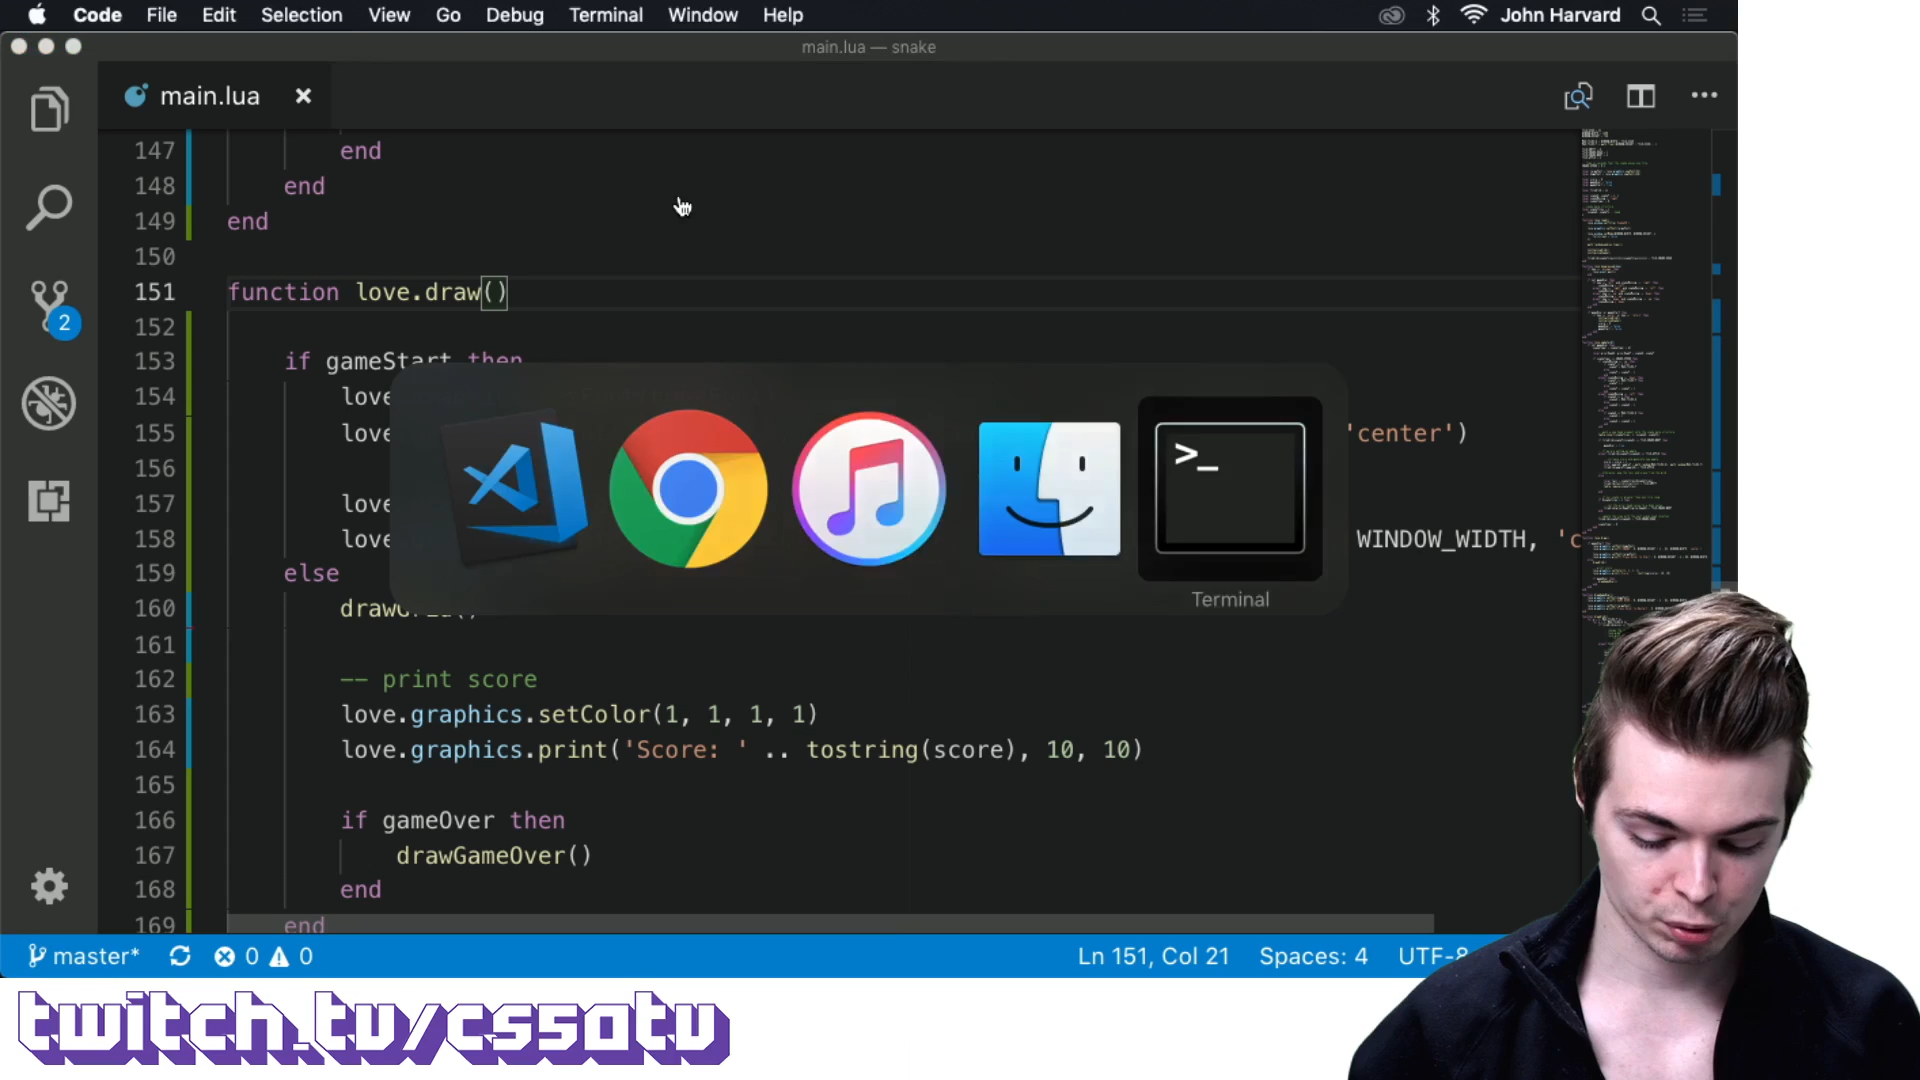 Code File Edit Selection View Go Debug Terminal Window Help John Harvard
main.lua — snake
main.lua
147 end
148 end
149 end
150
151 function love.draw()
152
153 if gameStart then
154 love
155 love 'center')
156
157 love
158 love WINDOW_WIDTH, 'c
159 else
160
161
162 -- print score
163 love.graphics.setColor(1, 1, 1, 1)
164 love.graphics.print('Score: ' .. tostring(score), 10, 10)
165
166 if gameOver then
167 drawGameOver()
168 end
169 end
>_
Terminal
2
master* 0 0 Ln 151, Col 21 Spaces: 4 UTF-8
twitch.tv/cs50tv